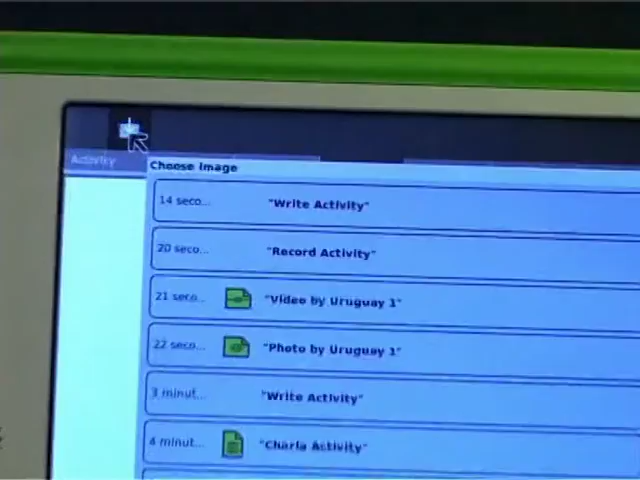 Activity
Choose Image
14 seco... "Write Activity"
20 seco... "Record Activity"
21 seco... "Video by Uruguay 1"
22 seco... "Photo by Uruguay 1"
3 minut... "Write Activity"
4 minut... "Charla Activity"